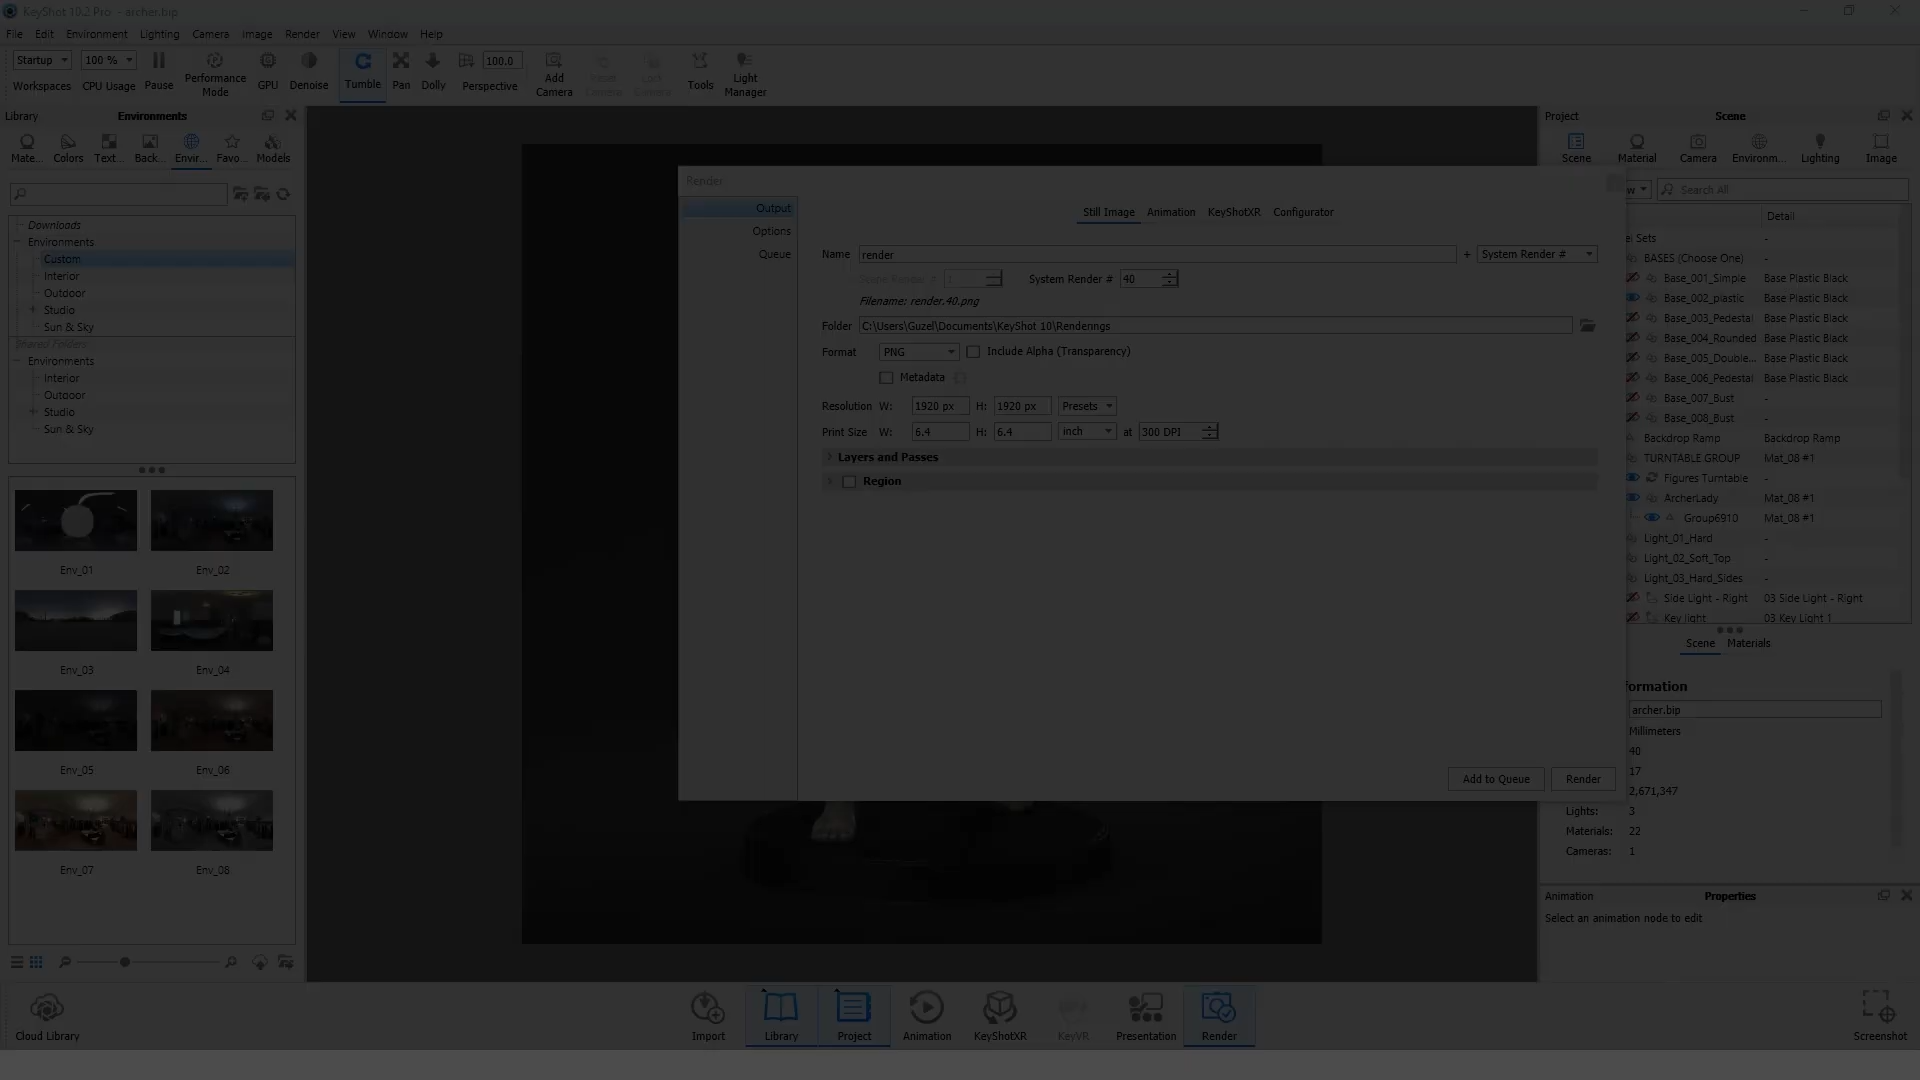 KeyShot 10.2 Pro - archer.bip
File Edit Environment Lighting Camera Image Render View Window Help
Startup 100 % 100.0
Workspaces CPU Usage Pause Performance Mode GPU Denoise Tumble Pan Dolly Perspective Add Camera Reset Camera Lock Camera Tools Light Manager
Library Environments
Mate... Colors Text... Back... Envir... Favo... Models
Downloads
Environments
Custom
Interior
Outdoor
Studio
Sun & Sky
Shared Folders
Environments
Interior
Outdoor
Studio
Sun & Sky
Env_01 Env_02
Env_03 Env_04
Env_05 Env_06
Env_07 Env_08
Render
Output
Options
Queue
Still Image Animation KeyShotXR Configurator
Name render + System Render #
Scene Render # 1 System Render # 40
Filename: render.40.png
Folder C:\Users\Guzel\Documents\KeyShot 10\Renderings
Format PNG Include Alpha (Transparency)
Metadata
Resolution W: 1920 px H: 1920 px Presets
Print Size W: 6.4 H: 6.4 inch at 300 DPI
Layers and Passes
Region
Add to Queue Render
Project Scene
Scene Material Camera Environm... Lighting Image
w Search All
Detail
el Sets -
BASES (Choose One) -
Base_001_Simple Base Plastic Black
Base_002_plastic Base Plastic Black
Base_003_Pedestal Base Plastic Black
Base_004_Rounded Base Plastic Black
Base_005_Double... Base Plastic Black
Base_006_Pedestal Base Plastic Black
Base_007_Bust -
Base_008_Bust -
Backdrop Ramp Backdrop Ramp
TURNTABLE GROUP Mat_08 #1
Figures Turntable -
ArcherLady Mat_08 #1
Group6910 Mat_08 #1
Light_01_Hard -
Light_02_Soft_Top -
Light_03_Hard_Sides -
Side Light - Right 03 Side Light - Right
Key light 03 Key Light 1
Scene Materials
formation
archer.bip
Millimeters
40
17
2,671,347
Lights: 3
Materials: 22
Cameras: 1
Animation Properties
Select an animation node to edit
Cloud Library Import Library Project Animation KeyShotXR KeyVR Presentation Render Screenshot